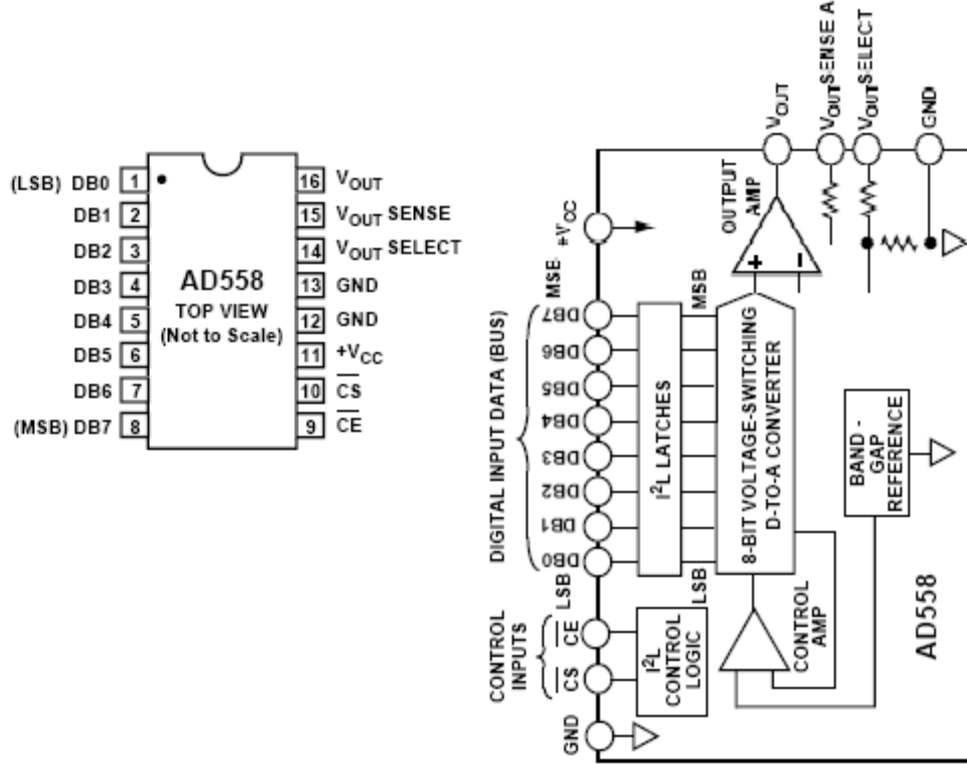 (LSB) DB0 1
DB1 2
DB2 3
DB3 4
DB4 5
DB5 6
DB6 7
(MSB) DB7 8
AD558
TOP VIEW
(Not to Scale)
16 VOUT
15 VOUT SENSE
14 VOUT SELECT
13 GND
12 GND
11 +VCC
10 CS
9 CE
VOUT
VOUT SENSE A
VOUT SELECT
GND
OUTPUT
AMP
+
−
+VCC
MSE
DB7
DB6
DB5
DB4
DB3
DB2
DB1
DB0
LSB
DIGITAL INPUT DATA (BUS)
I2L LATCHES
MSB
LSB
8-BIT VOLTAGE-SWITCHING
D-TO-A CONVERTER
BAND -
GAP
REFERENCE
CONTROL
INPUTS
CE
CS
I2L
CONTROL
LOGIC
CONTROL
AMP
GND
AD558